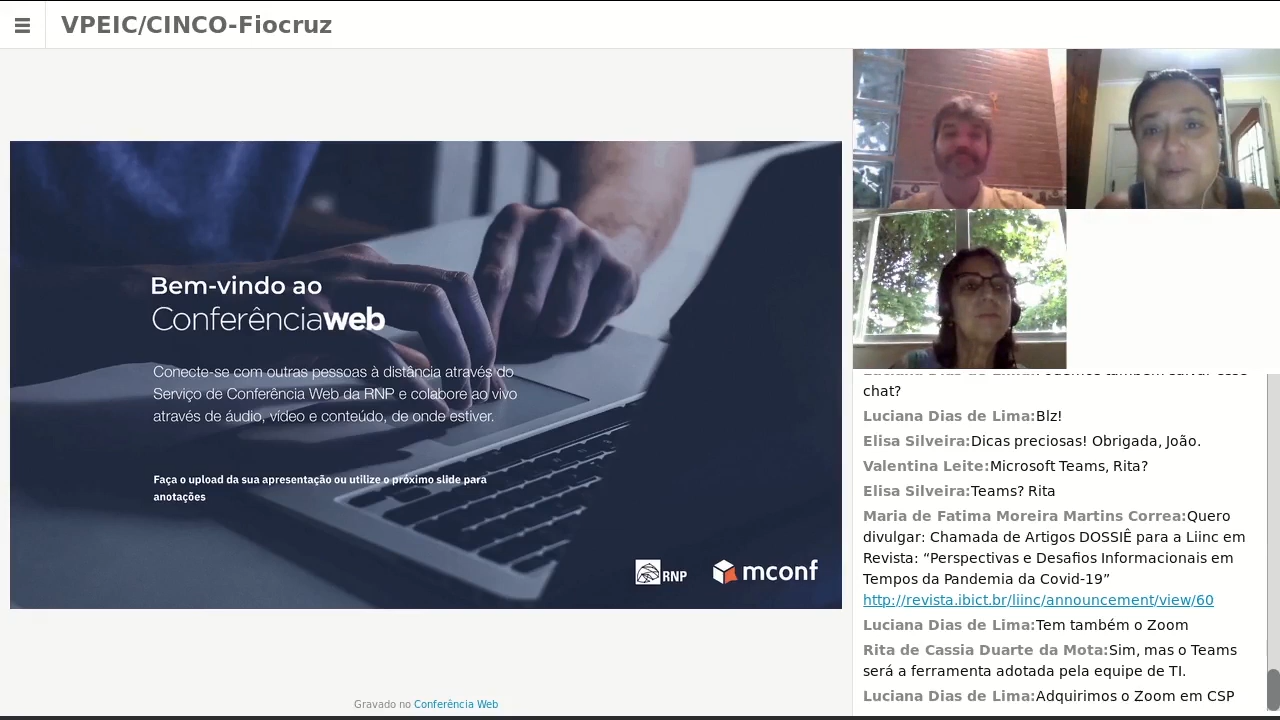 VPEIC/CINCO-Fiocruz
Bem-vindo ao
Conferênciaweb
Conecte-se com outras pessoas à distância através do
Serviço de Conferência Web da RNP e colabore ao vivo
através de áudio, vídeo e conteúdo, de onde estiver.
Faça o upload da sua apresentação ou utilize o próximo slide para
anotações
RNP
mconf
Gravado no Conferência Web
chat?
Luciana Dias de Lima:Blz!
Elisa Silveira:Dicas preciosas! Obrigada, João.
Valentina Leite:Microsoft Teams, Rita?
Elisa Silveira:Teams? Rita
Maria de Fatima Moreira Martins Correa:Quero
divulgar: Chamada de Artigos DOSSIÊ para a Liinc em
Revista: “Perspectivas e Desafios Informacionais em
Tempos da Pandemia da Covid-19”
http://revista.ibict.br/liinc/announcement/view/60
Luciana Dias de Lima:Tem também o Zoom
Rita de Cassia Duarte da Mota:Sim, mas o Teams
será a ferramenta adotada pela equipe de TI.
Luciana Dias de Lima:Adquirimos o Zoom em CSP